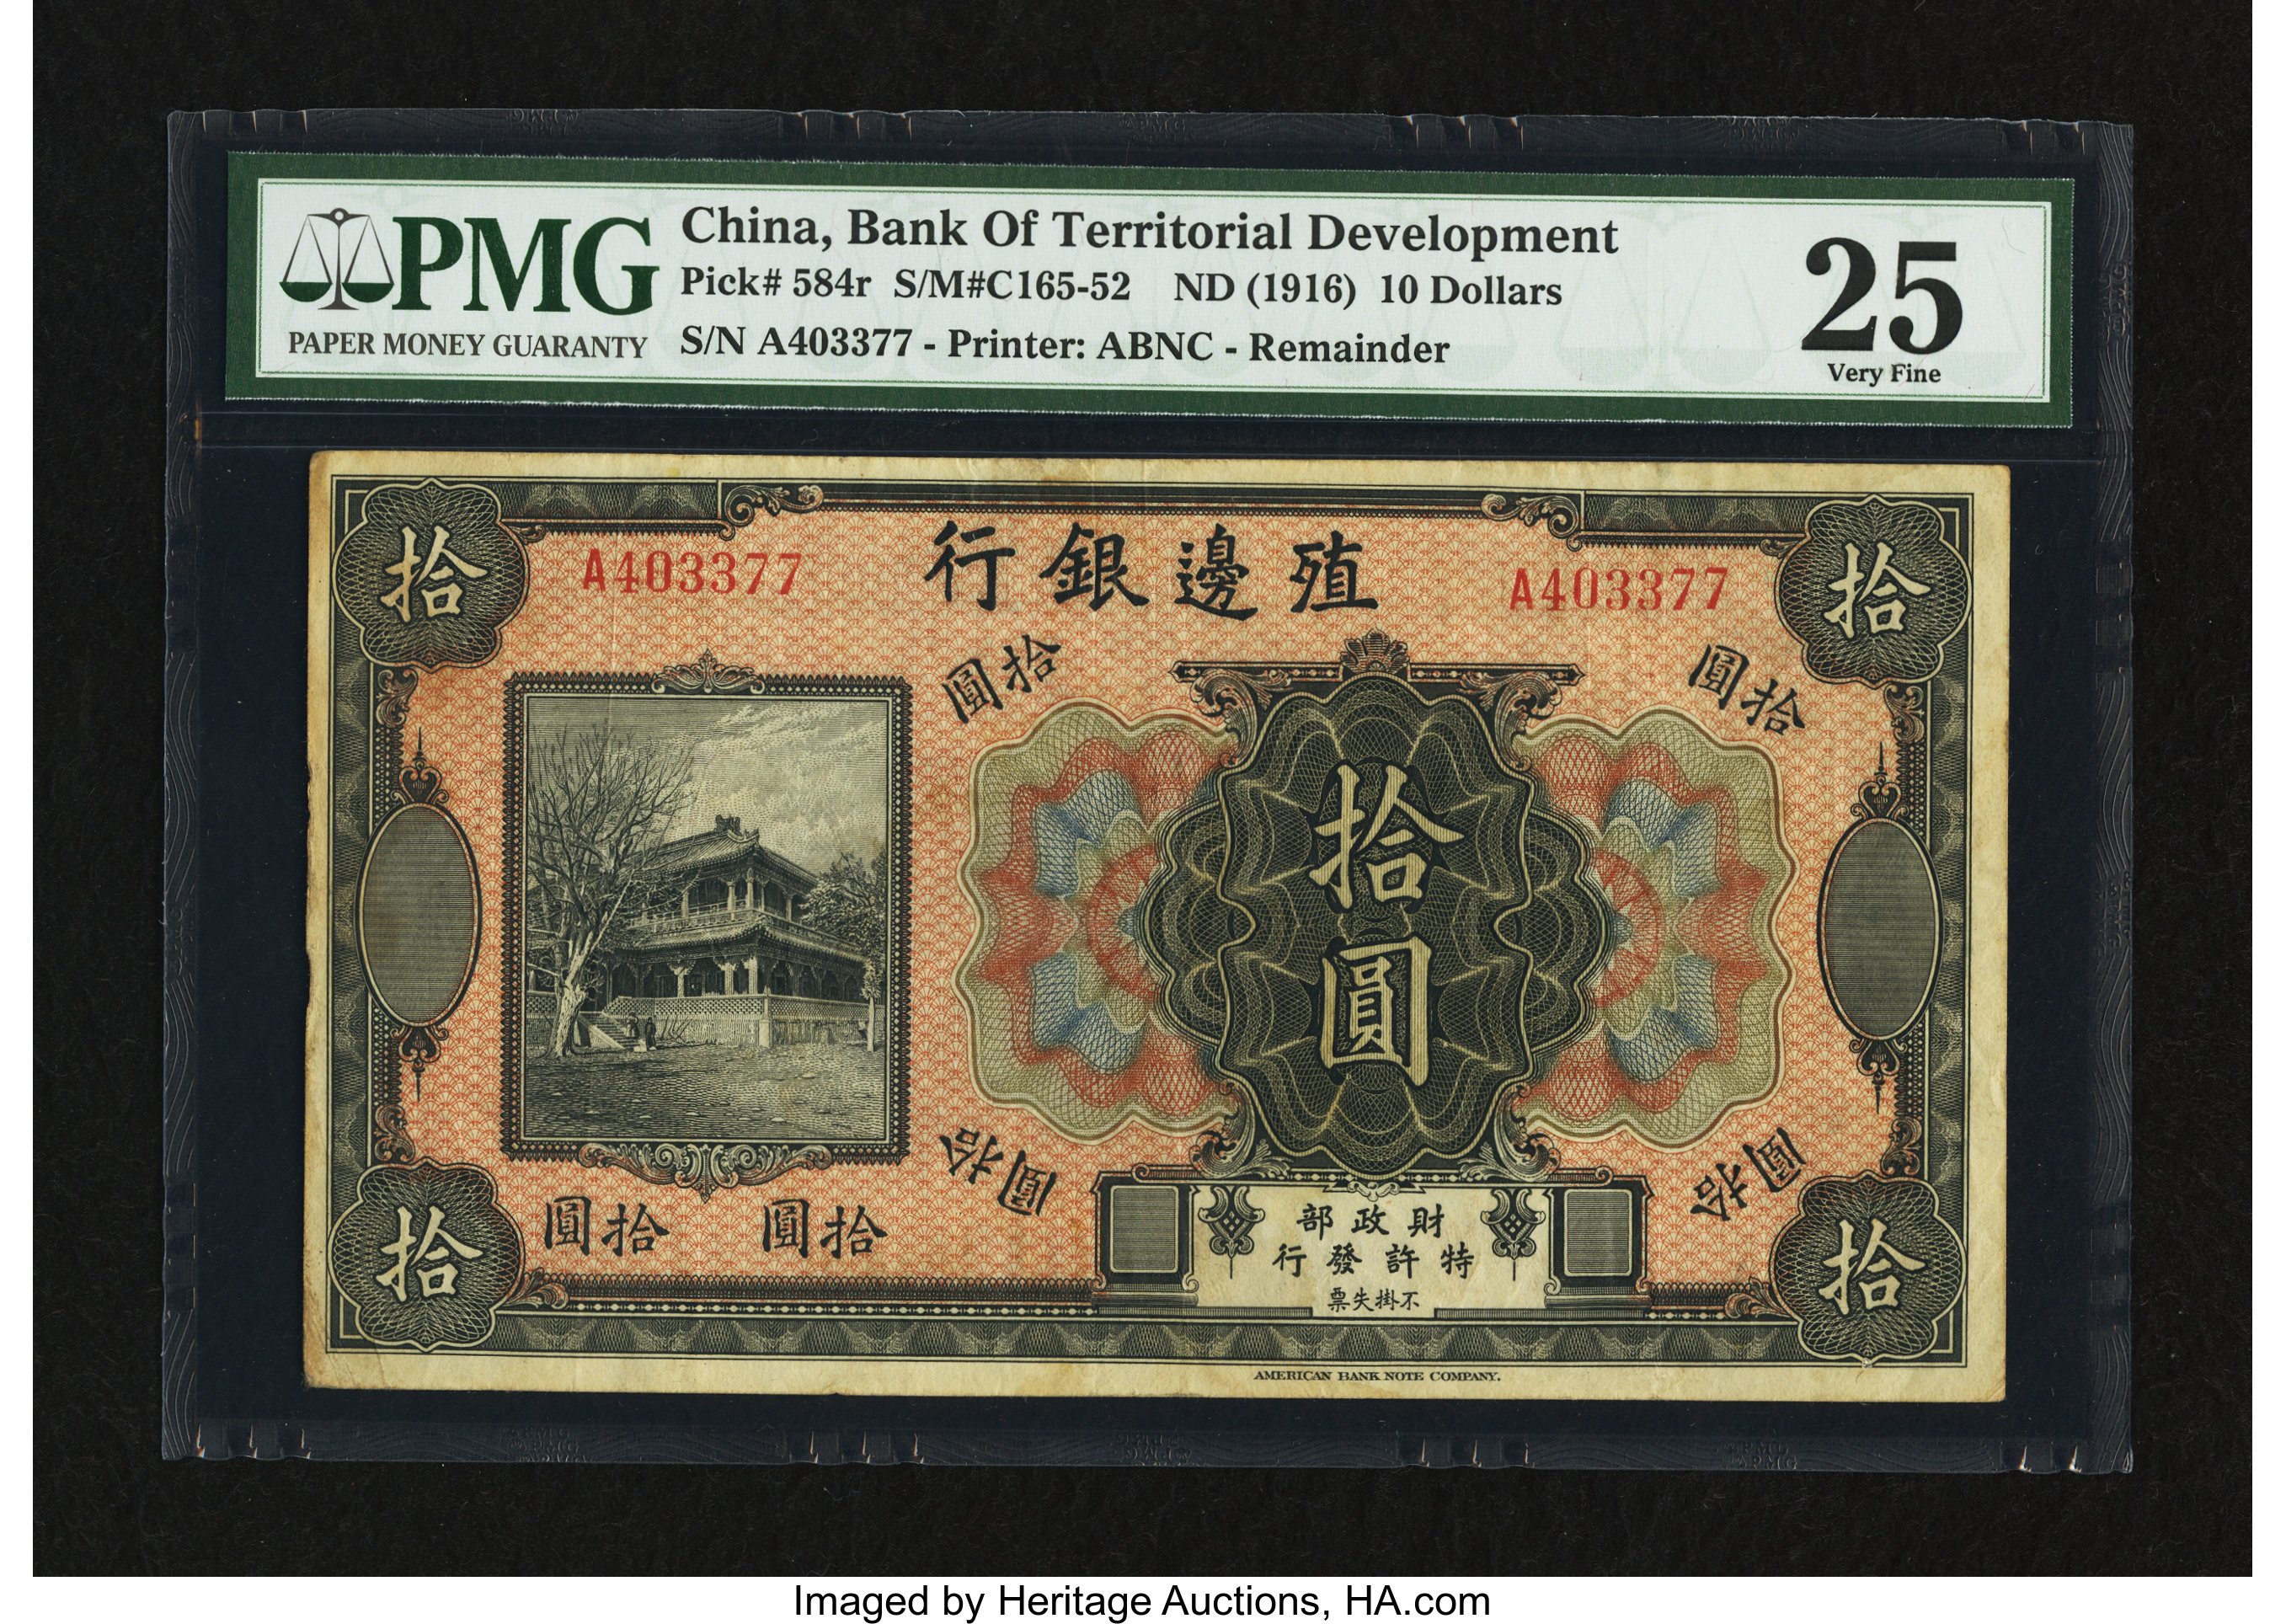 PMG
PAPER MONEY GUARANTY
China, Bank Of Territorial Development
Pick# 584r S/M#C165-52 ND (1916) 10 Dollars
S/N A403377 - Printer: ABNC - Remainder
25
Very Fine
拾
A403377
行銀邊殖
A403377
拾
圓拾
圓拾
拾
圓
拾圓
拾圓
圓拾
圓拾
拾
部政財
行發許特
票失掛不
拾
AMERICAN BANK NOTE COMPANY.
Imaged by Heritage Auctions, HA.com